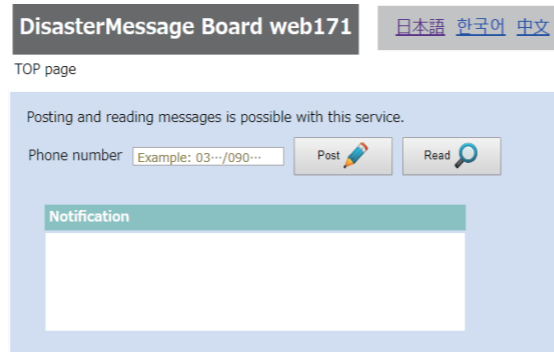 DisasterMessage Board web171
日本語 한국어 中文
TOP page
Posting and reading messages is possible with this service.
Phone number Example: 03…/090… Post Read
Notification